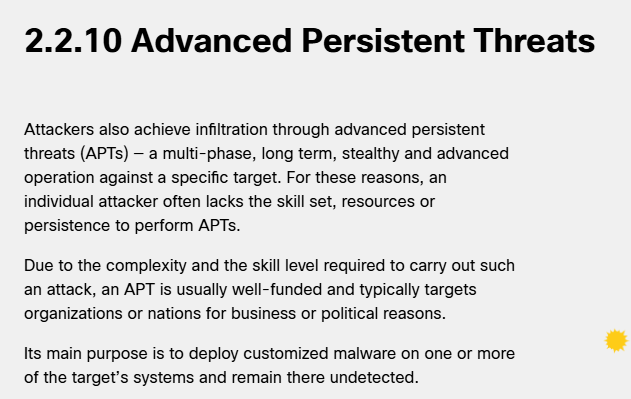 2.2.10 Advanced Persistent Threats
Attackers also achieve infiltration through advanced persistent
threats (APTs) – a multi-phase, long term, stealthy and advanced
operation against a specific target. For these reasons, an
individual attacker often lacks the skill set, resources or
persistence to perform APTs.
Due to the complexity and the skill level required to carry out such
an attack, an APT is usually well-funded and typically targets
organizations or nations for business or political reasons.
Its main purpose is to deploy customized malware on one or more
of the target’s systems and remain there undetected.